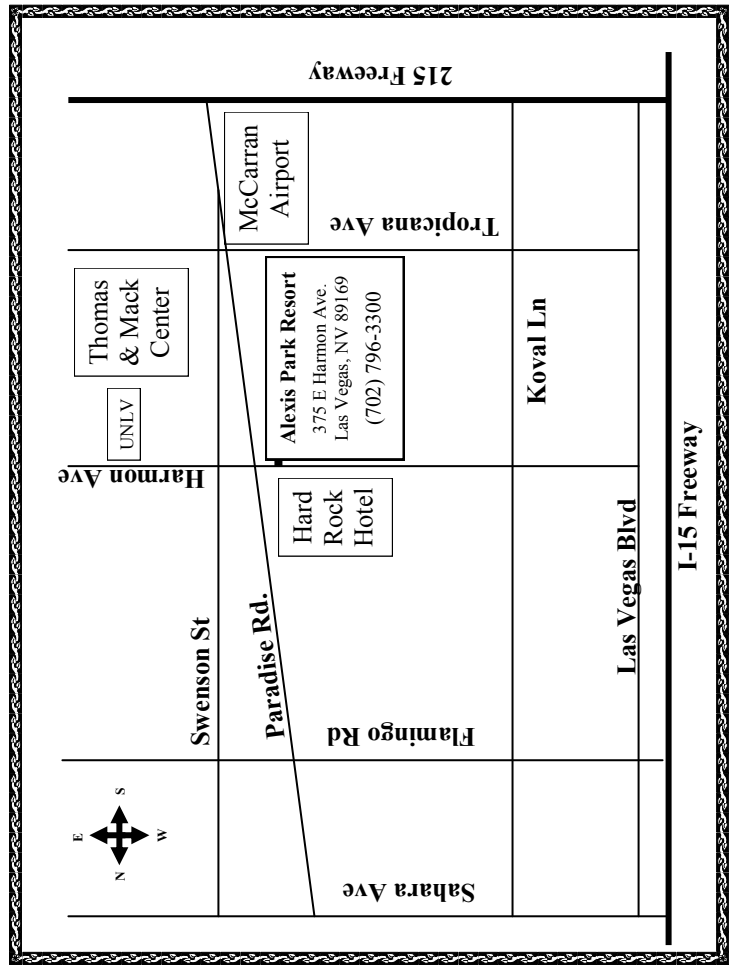 215 Freeway
McCarran
Airport
Tropicana Ave
Thomas
& Mack
Center
UNLV
Alexis Park Resort
375 E Harmon Ave.
Las Vegas, NV 89169
(702) 796-3300
Koval Ln
Harmon Ave
Hard
Rock
Hotel
I-15 Freeway
Las Vegas Blvd
Swenson St
Paradise Rd.
Flamingo Rd
E
S
N
W
Sahara Ave